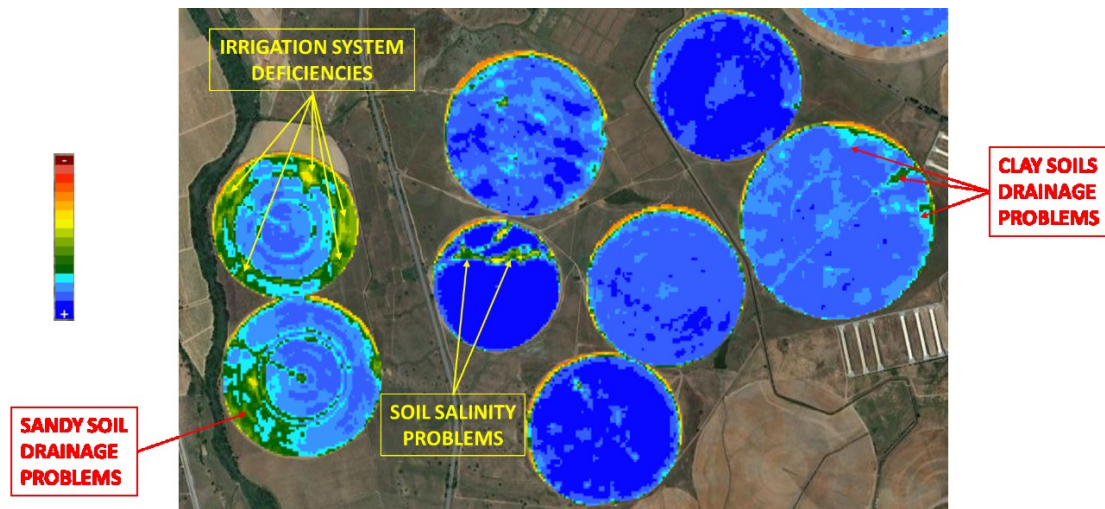 IRRIGATION SYSTEM
DEFICIENCIES
-
+
CLAY SOILS
DRAINAGE
PROBLEMS
SANDY SOIL
DRAINAGE
PROBLEMS
SOIL SALINITY
PROBLEMS